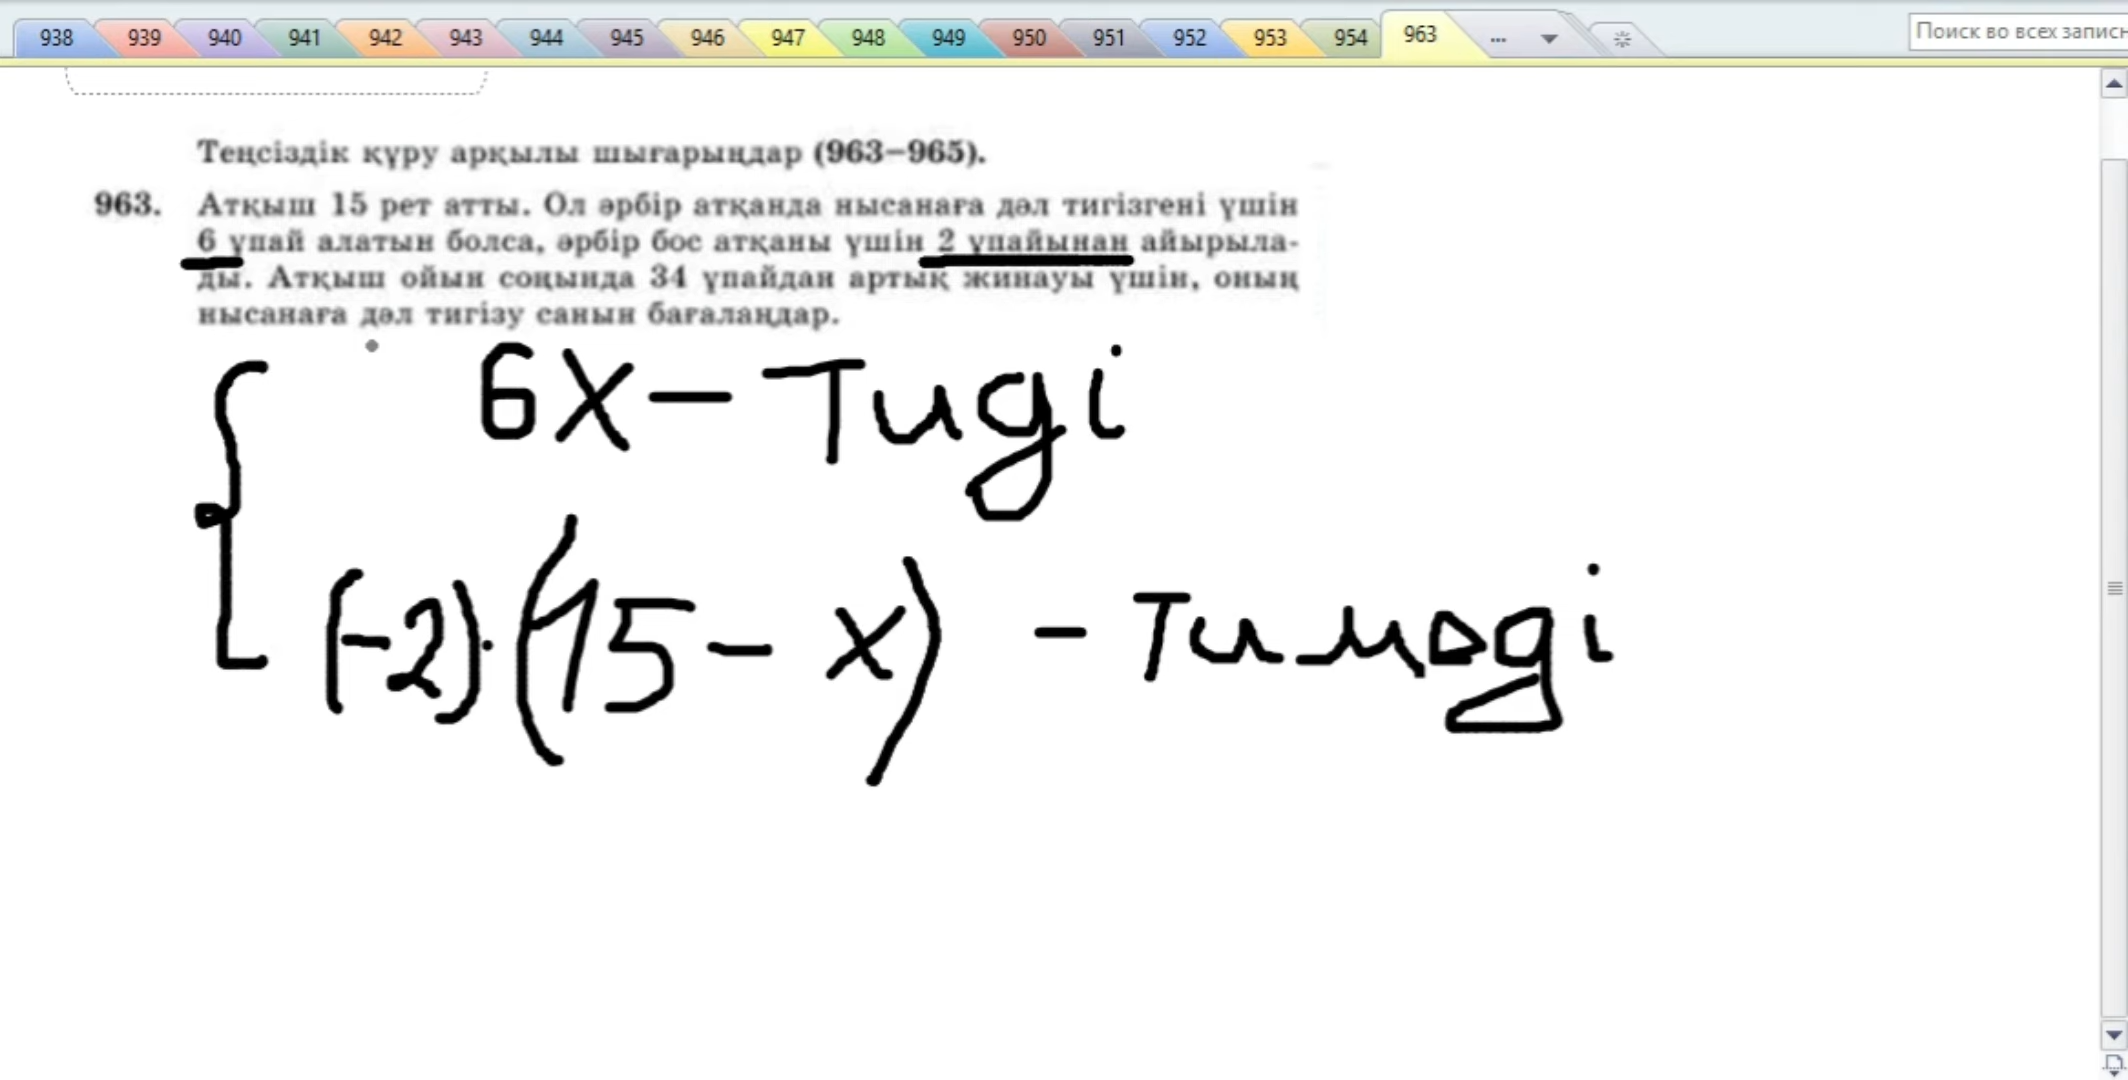 938 939 940 941 942 943 944 945 946 947 948 949 950 951 952 953 954 963 ...
Поиск во всех записн
Теңсіздік құру арқылы шығарыңдар (963—965).
963. Атқыш 15 рет атты. Ол әрбір атқанда нысанаға дәл тигізгені үшін
6 ұпай алатын болса, әрбір бос атқаны үшін 2 ұпайынан айырыла-
ды. Атқыш ойын соңында 34 ұпайдан артық жинауы үшін, оның
нысанаға дәл тигізу санын бағалаңдар.
6х — Тиді
(-2)·(15 - х) - Тимәді